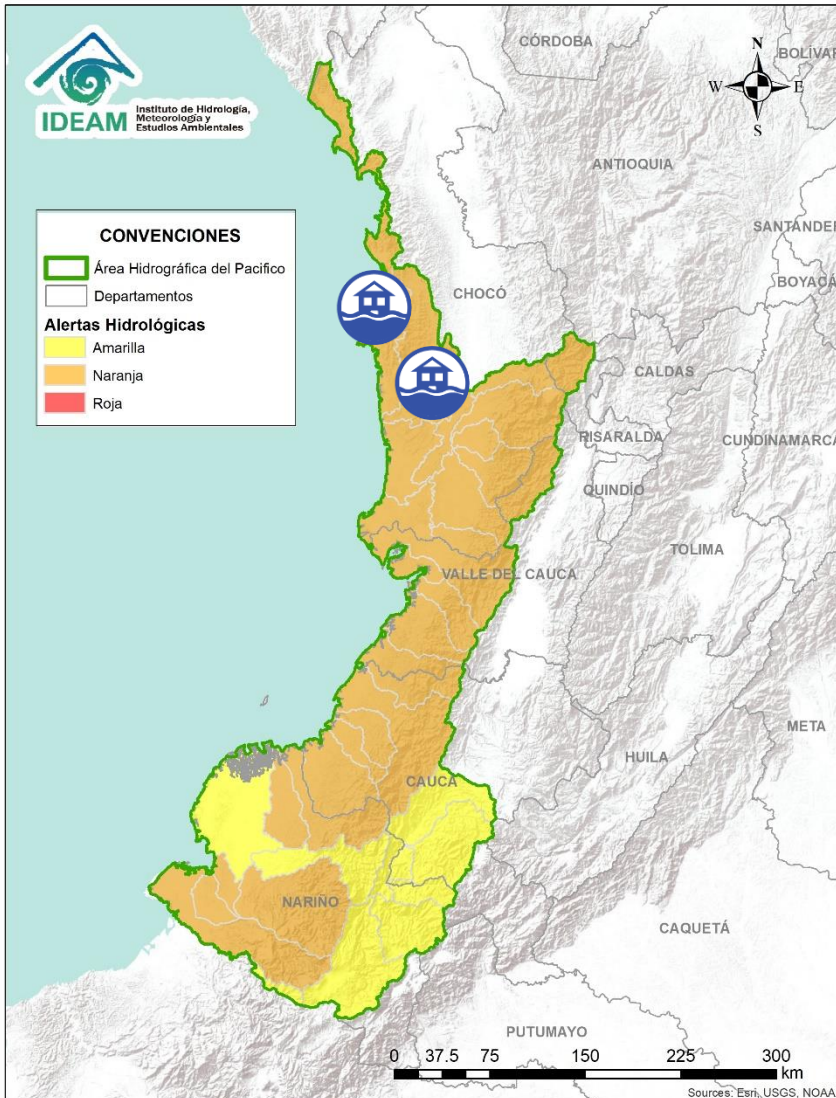 IDEAM
Instituto de Hidrología,
Meteorología y
Estudios Ambientales
CÓRDOBA
BOLÍVAR
N
W
E
S
ANTIOQUIA
SANTANDER
BOYACÁ
CONVENCIONES
Área Hidrográfica del Pacifico
Departamentos
Alertas Hidrológicas
Amarilla
Naranja
Roja
CHOCÓ
CALDAS
RISARALDA
CUNDINAMARCA
QUINDÍO
TOLIMA
VALLE DEL CAUCA
META
HUILA
CAUCA
NARIÑO
CAQUETÁ
PUTUMAYO
0 37.5 75 150 225 300
km
Sources: Esri, USGS, NOAA